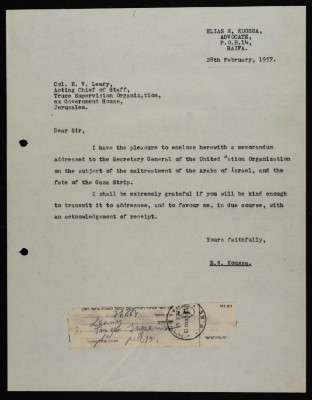 ELIAS N. KOUSSA,
ADVOCATE,
P.O.B.14,
HAIFA.
28th February, 1957.
Col. B. V. Leary,
Acting Chief of Staff,
Truce Supervision Organization,
ex Government House,
Jerusalem.
Dear Sir,
I have the pleasure to enclose herewith a memorandum
addressed to the Secretary General of the United Nation Organization
on the subject of the maltreatment of the Arabs of Israel, and the
fate of the Gaza Strip.
I shall be extremely grateful if you will be kind enough
to transmit it to addressee, and to favour me, in due course, with
an acknowledgement of receipt.
Yours faithfully,
E.N. Koussa.
Leary